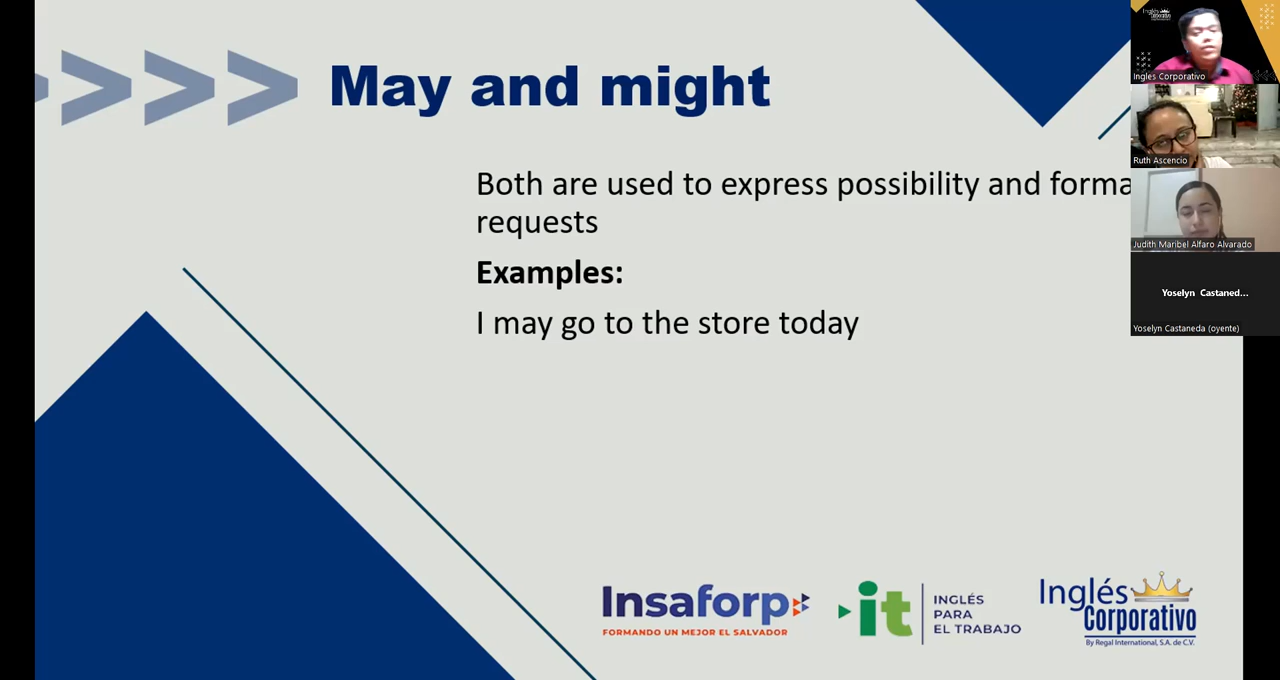 May and might
Both are used to express possibility and forma
requests
Examples:
I may go to the store today
Insaforp
FORMANDO UN MEJOR EL SALVADOR
it
INGLÉS
PARA
EL TRABAJO
Inglés
Corporativo
By Regal International, S.A. de C.V.
Inglés Corporativo
Ruth Ascencio
Judith Maribel Alfaro Alvarado
Yoselyn Castaned...
Yoselyn Castaneda (oyente)